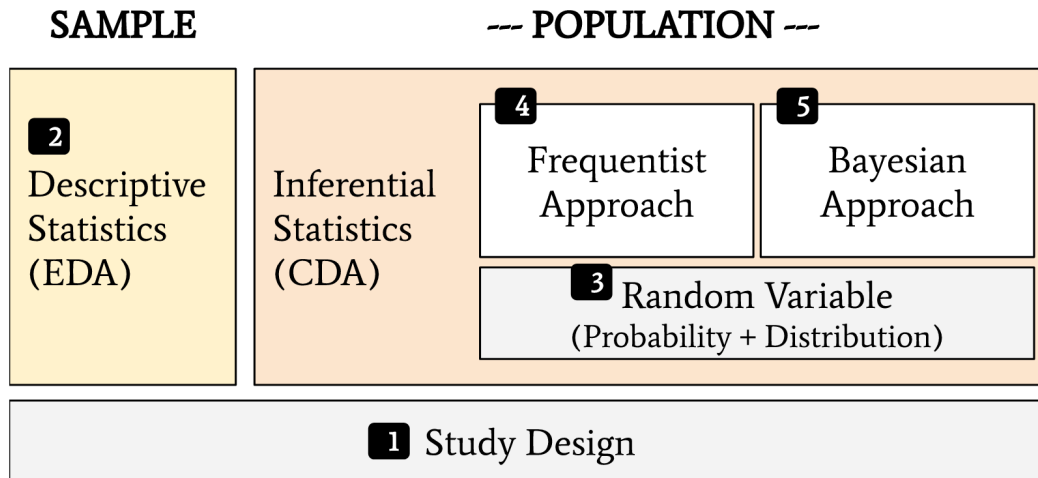 SAMPLE
--- POPULATION ---
2
Descriptive
Statistics
(EDA)
Inferential
Statistics
(CDA)
4
Frequentist
Approach
5
Bayesian
Approach
3 Random Variable
(Probability + Distribution)
1 Study Design